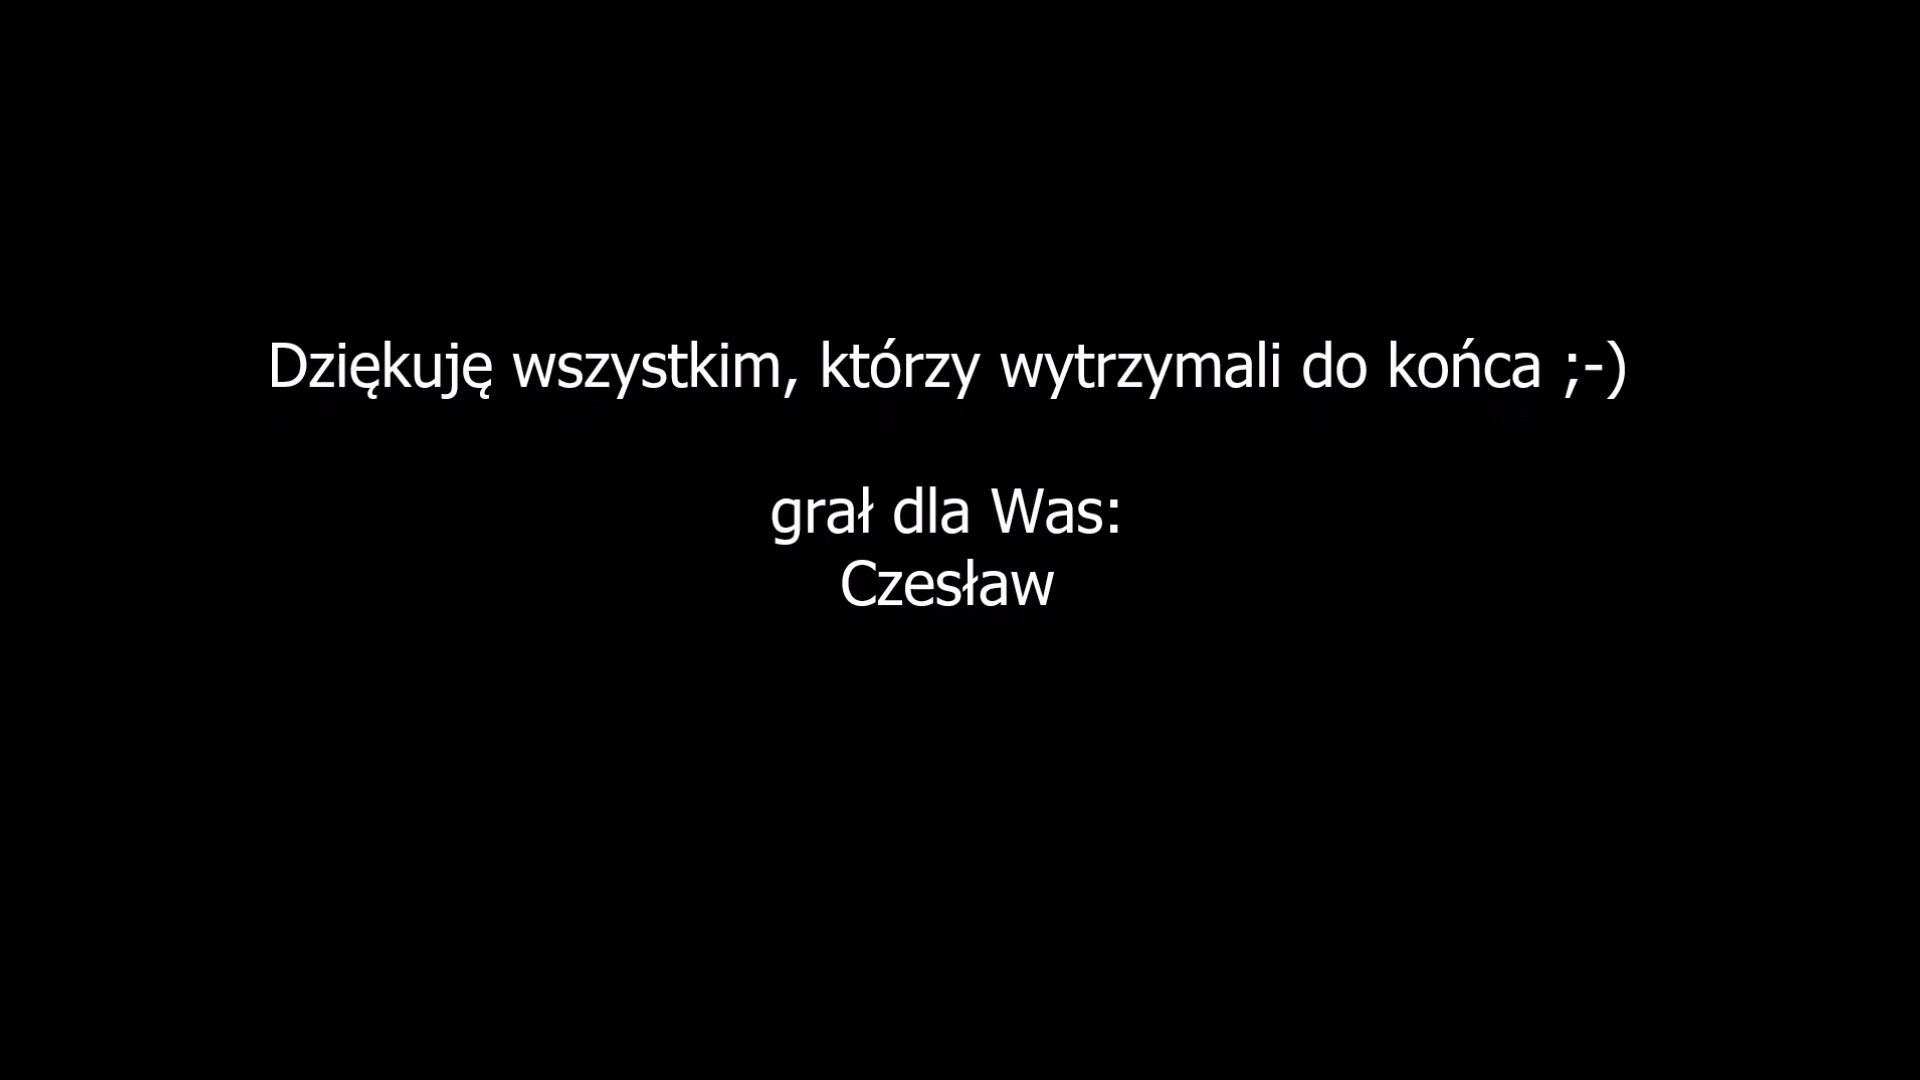 Dziękuję wszystkim, którzy wytrzymali do końca ;-)
grał dla Was:
Czesław